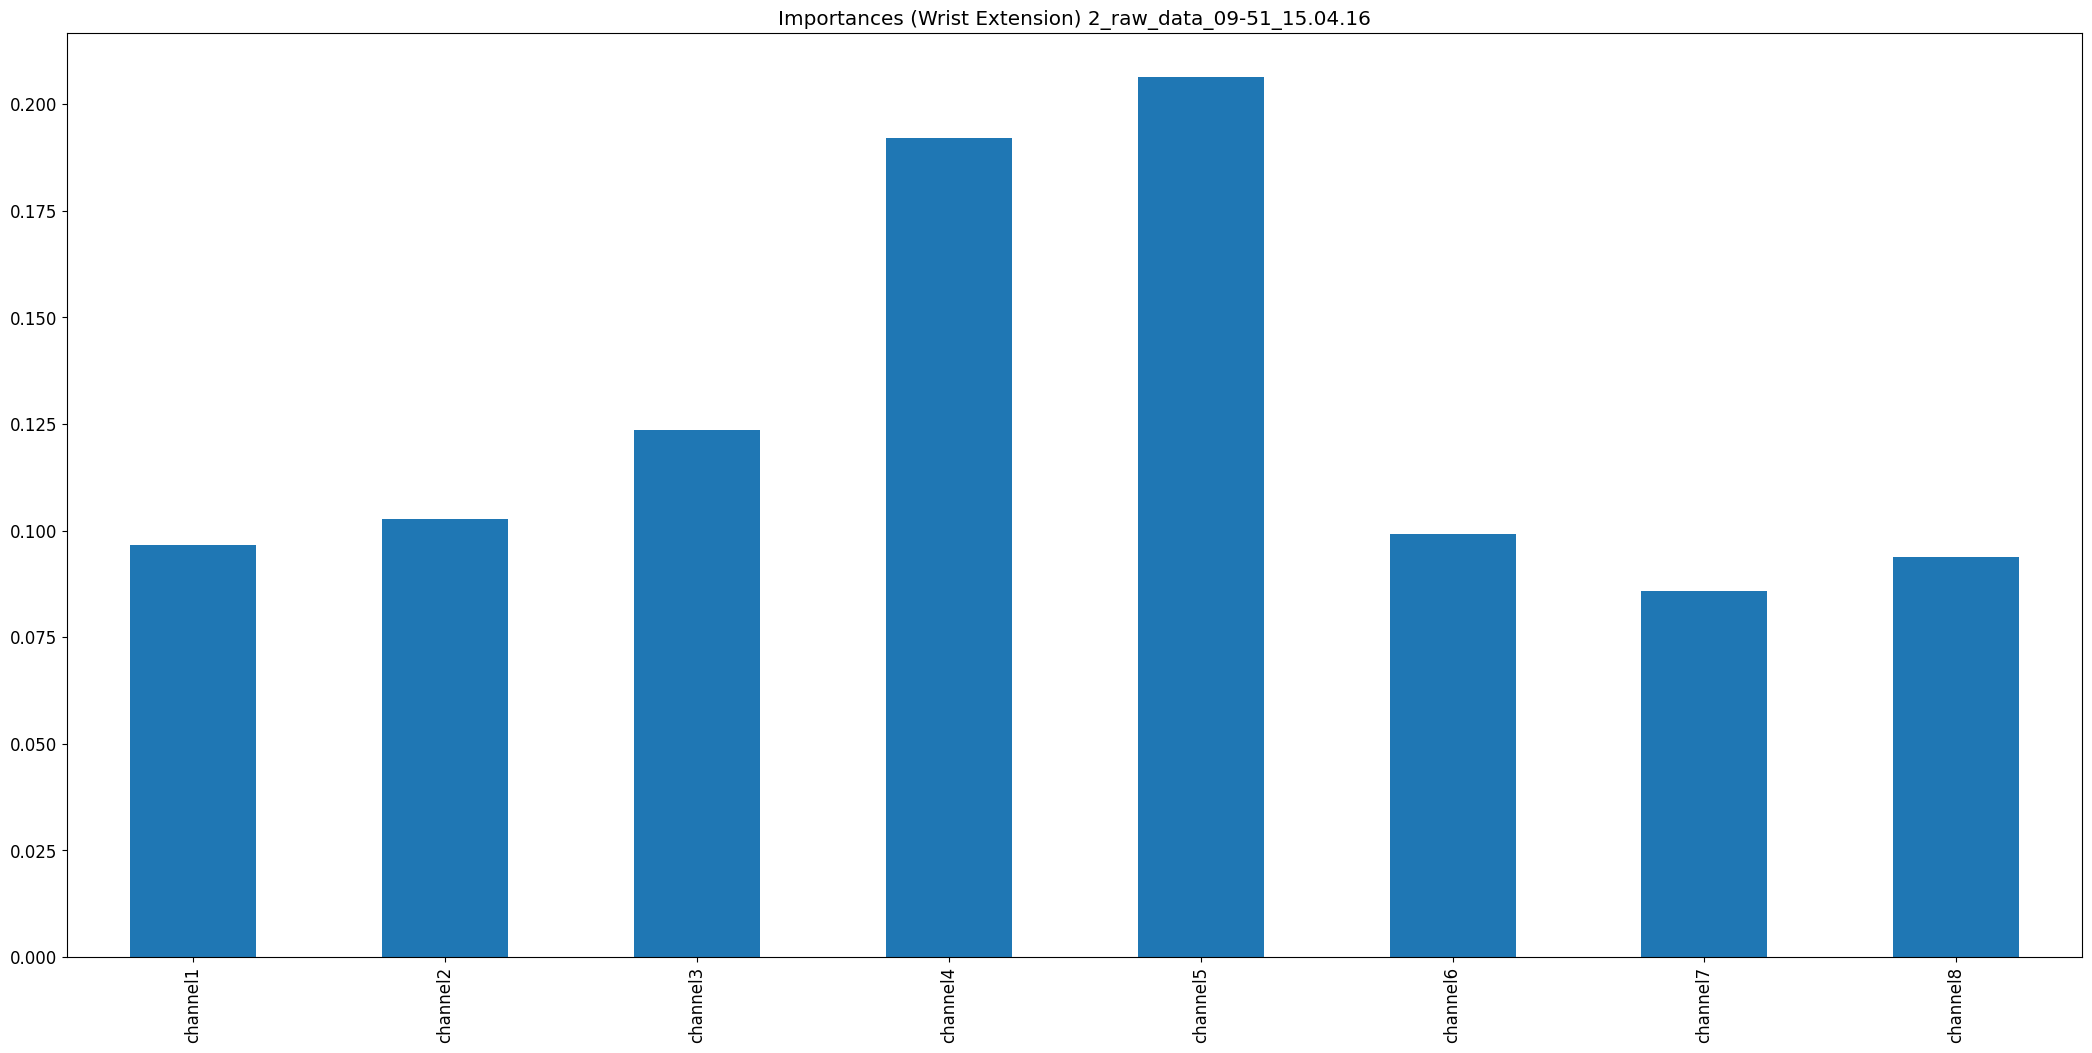 Importances (Wrist Extension) 2_raw_data_09-51_15.04.16
0.200
0.175
0.150
0.125
0.100
0.075
0.050
0.025
0.000
channel1
channel2
channel3
channel4
channel5
channel6
channel7
channel8